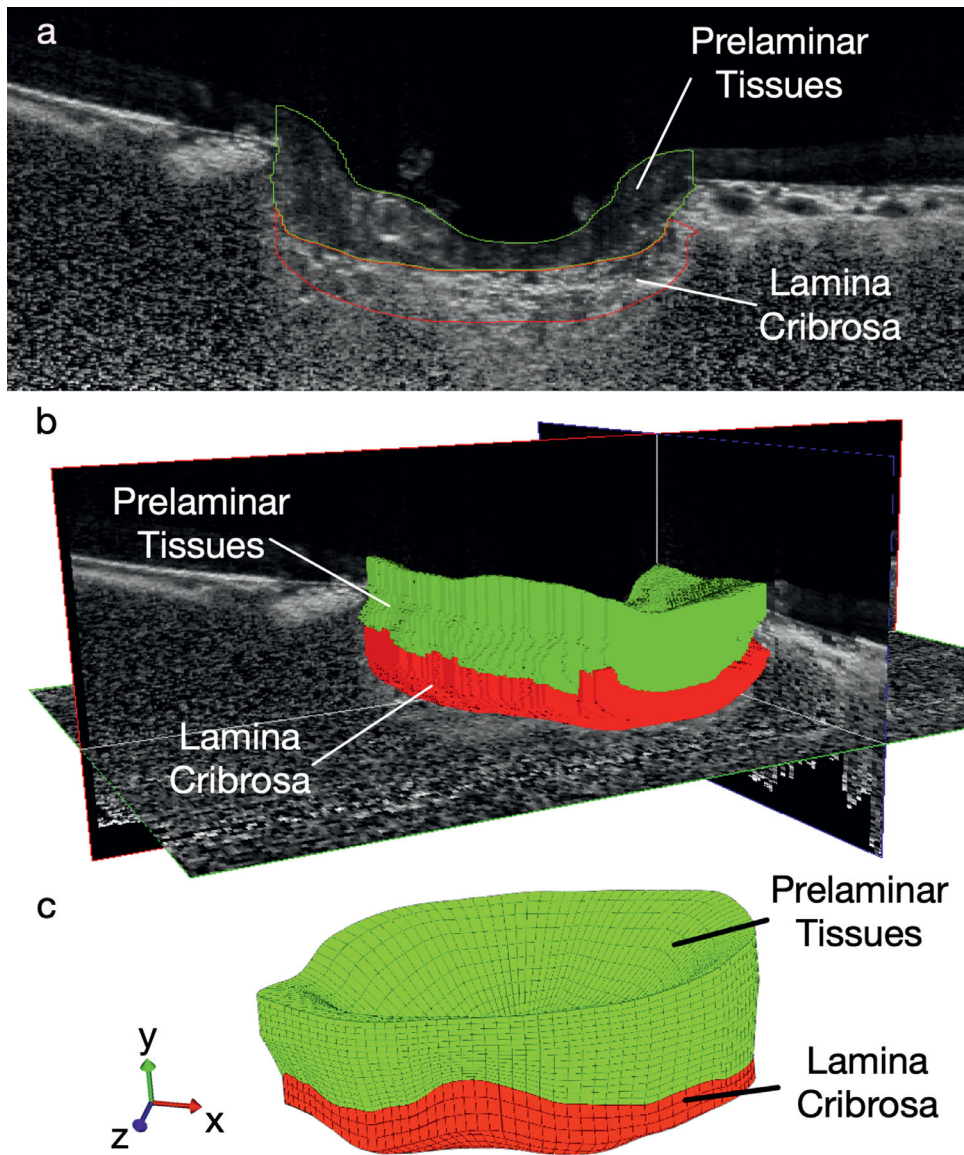 a
Prelaminar
Tissues
Lamina
Cribrosa
b
Prelaminar
Tissues
Lamina
Cribrosa
c
Prelaminar
Tissues
Lamina
Cribrosa
y
x
z